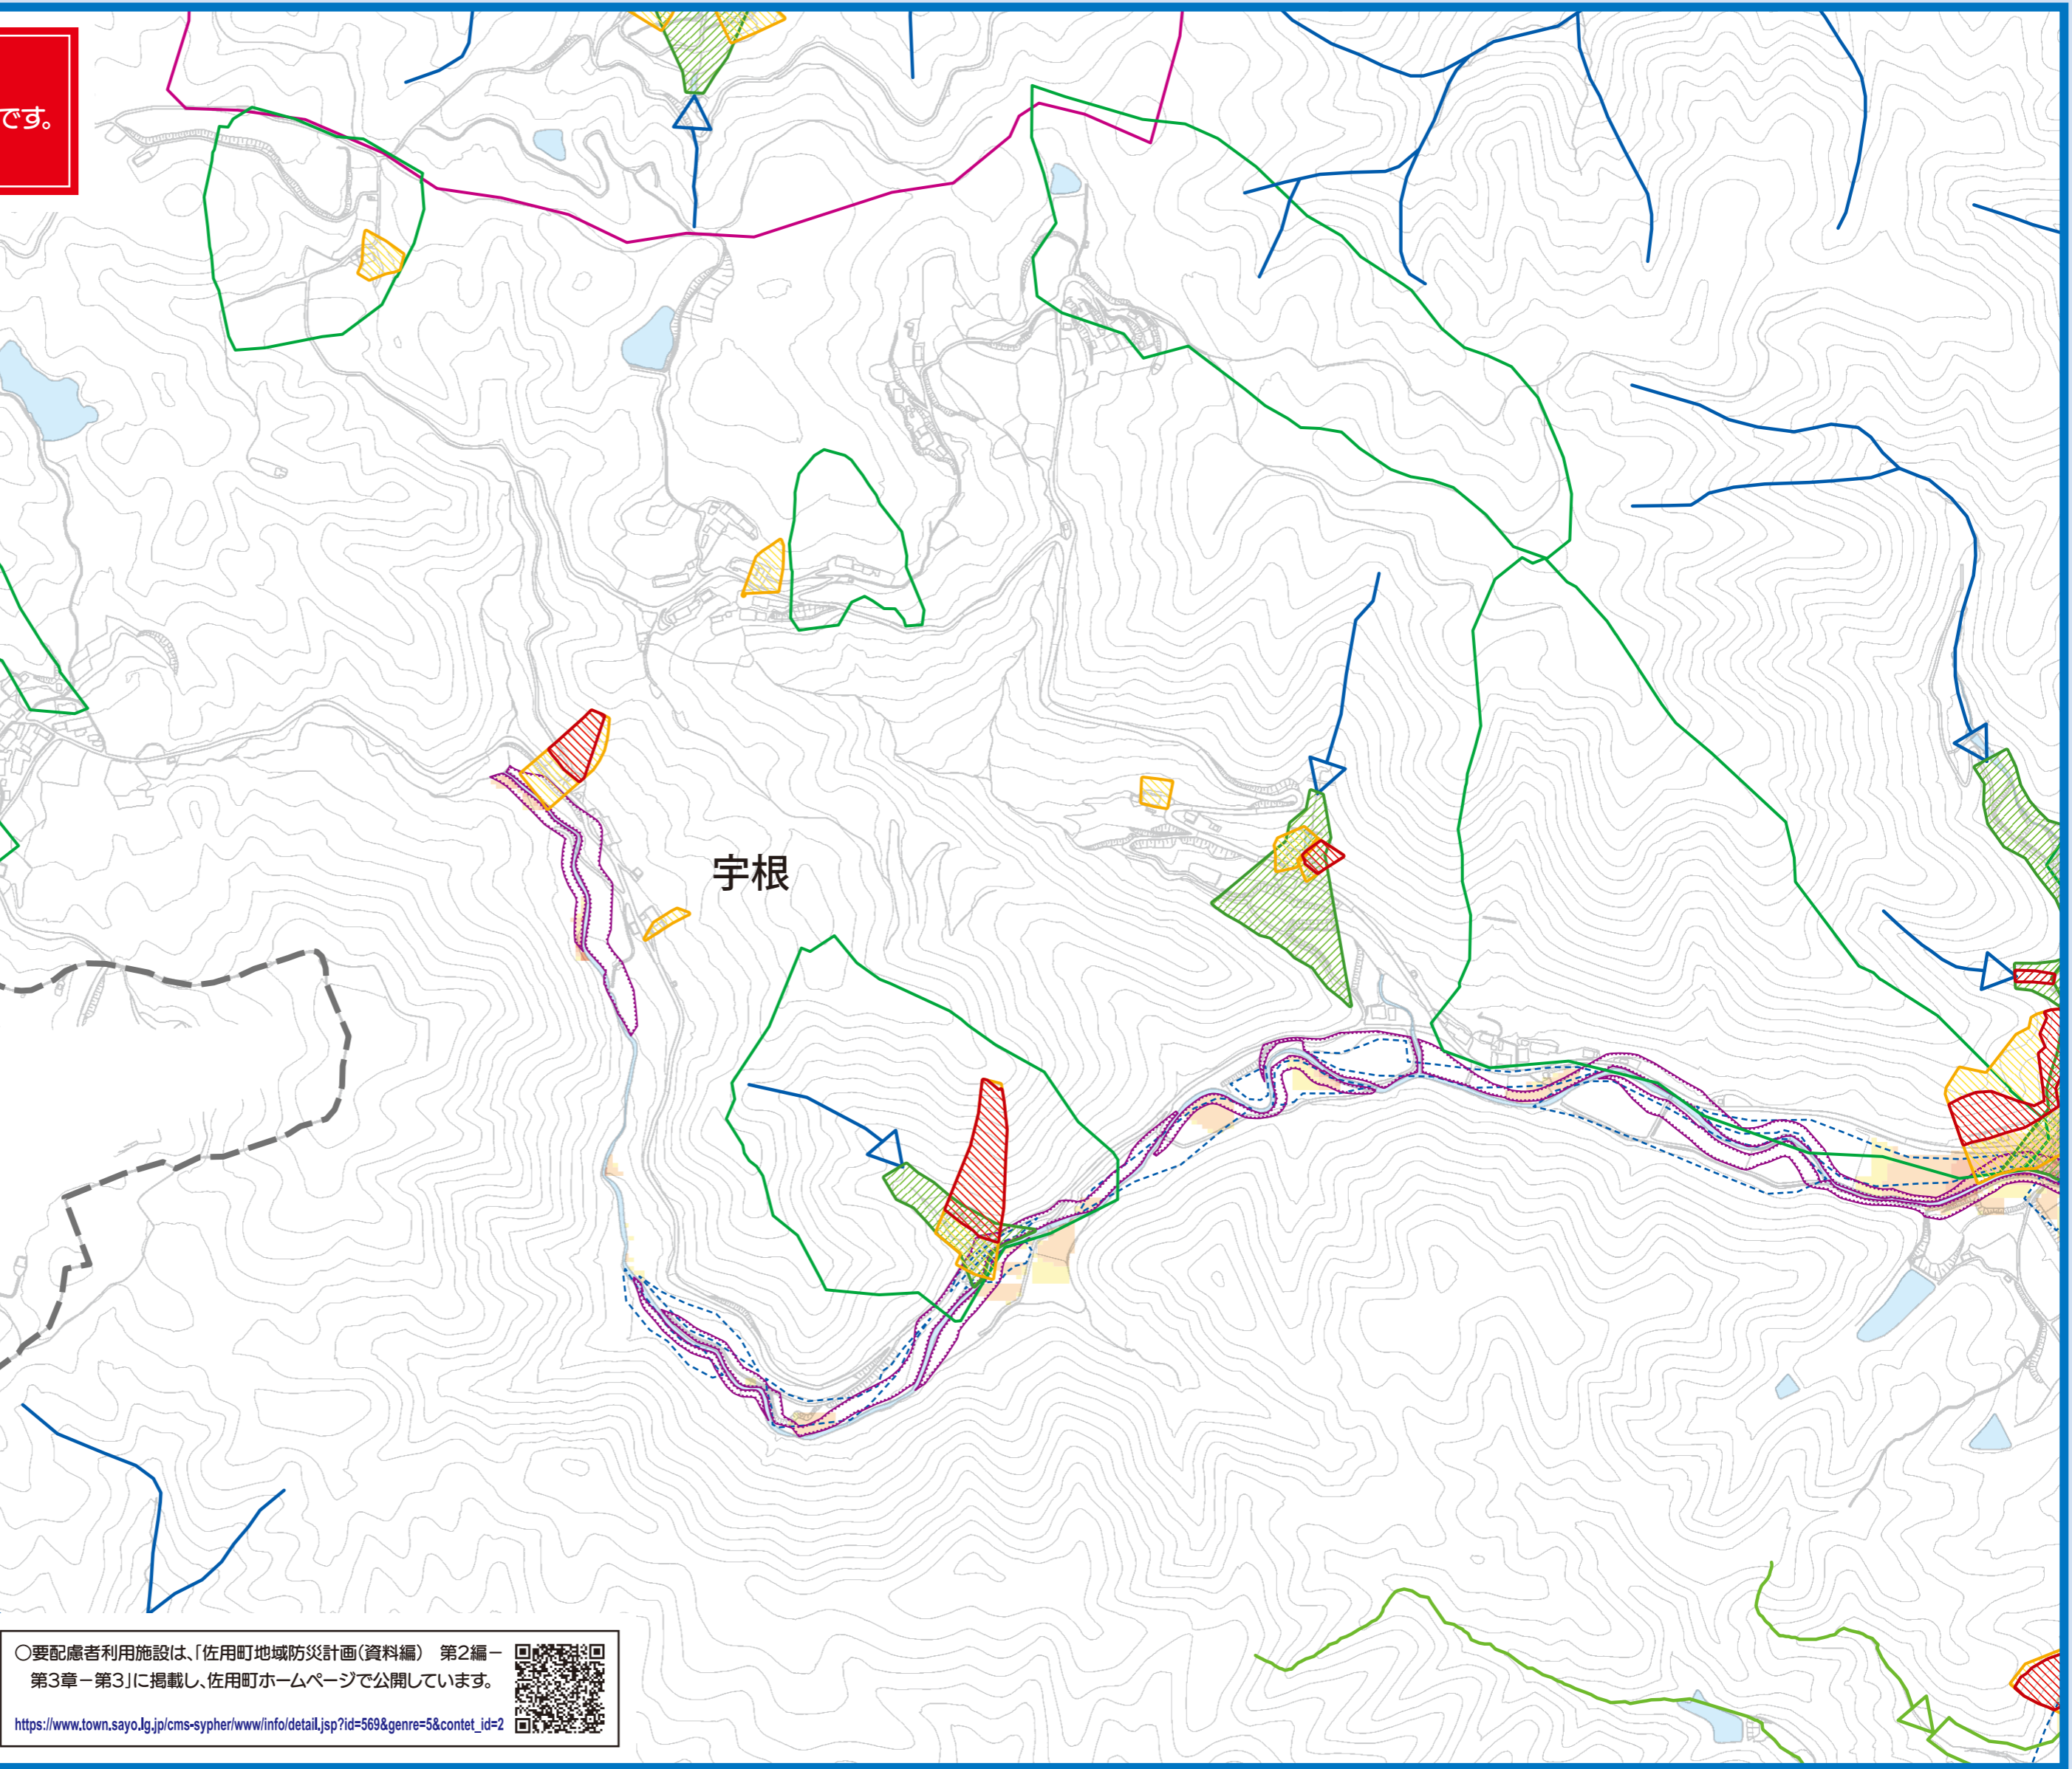 です。
宇根
○要配慮者利用施設は、「佐用町地域防災計画(資料編) 第2編－
第3章－第3」に掲載し、佐用町ホームページで公開しています。
https://www.town.sayo.lg.jp/cms-sypher/www/info/detail.jsp?id=569&genre=5&contet_id=2